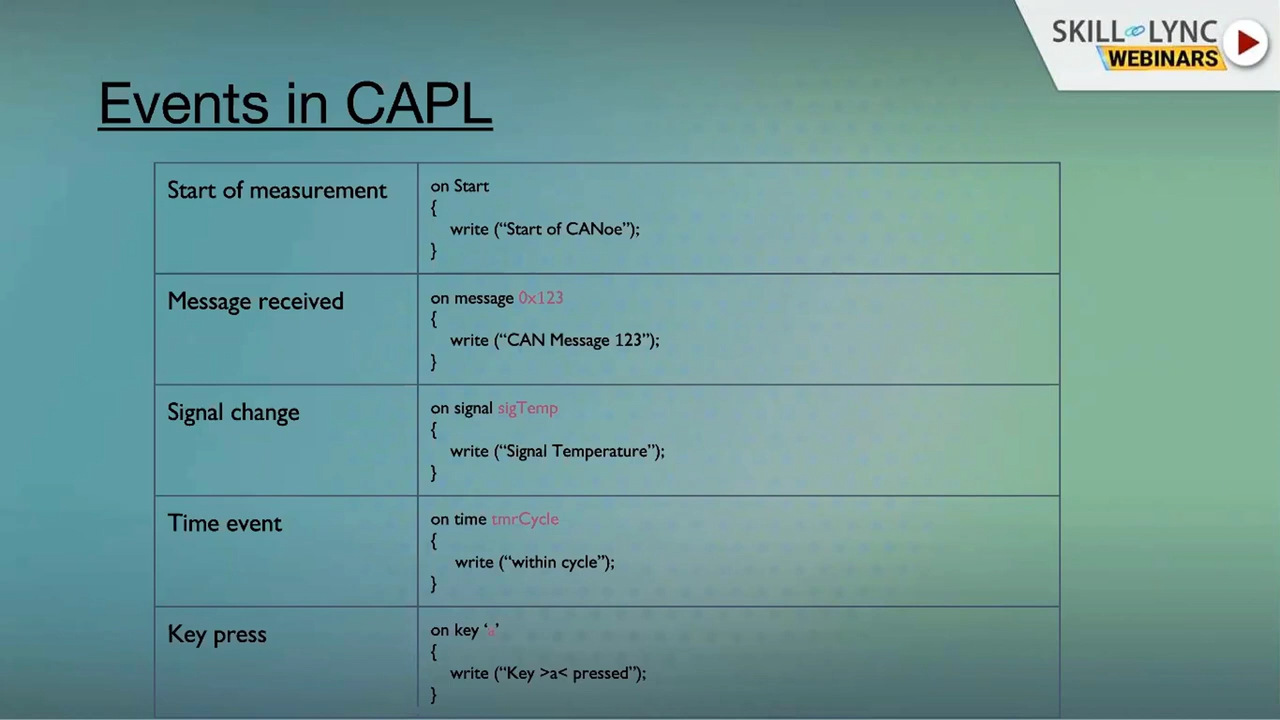 SKILL LYNC
WEBINARS
Events in CAPL
Start of measurement
on Start
{
write (“Start of CANoe”);
}
Message received
on message 0x123
{
write (“CAN Message 123”);
}
Signal change
on signal sigTemp
{
write (“Signal Temperature”);
}
Time event
on time tmrCycle
{
write (“within cycle”);
}
Key press
on key ‘a’
{
write (“Key >a< pressed”);
}